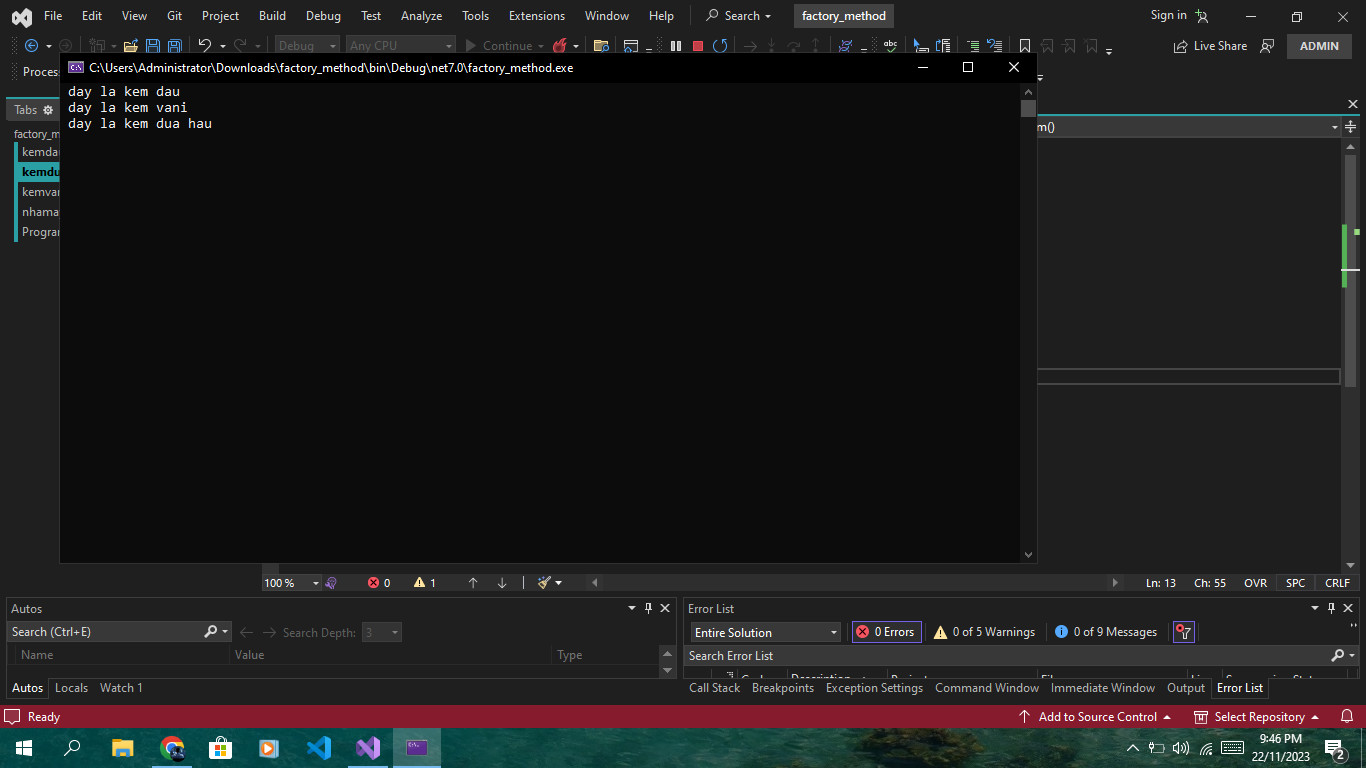 File Edit View Git Project Build Debug Test Analyze Tools Extensions Window Help Search factory_method Sign in
Debug Any CPU Continue Live Share ADMIN
Proces
C:\Users\Administrator\Downloads\factory_method\bin\Debug\net7.0\factory_method.exe
day la kem dau
day la kem vani
day la kem dua hau
Tabs
factory_m
kemda
kemdu
kemvar
nhama
Program
m()
100 % 0 1 Ln: 13 Ch: 55 OVR SPC CRLF
Autos
Search (Ctrl+E) Search Depth: 3
Name Value Type
Autos Locals Watch 1
Error List
Entire Solution 0 Errors 0 of 5 Warnings 0 of 9 Messages
Search Error List
Description
Call Stack Breakpoints Exception Settings Command Window Immediate Window Output Error List
Ready Add to Source Control Select Repository
9:46 PM
22/11/2023
2